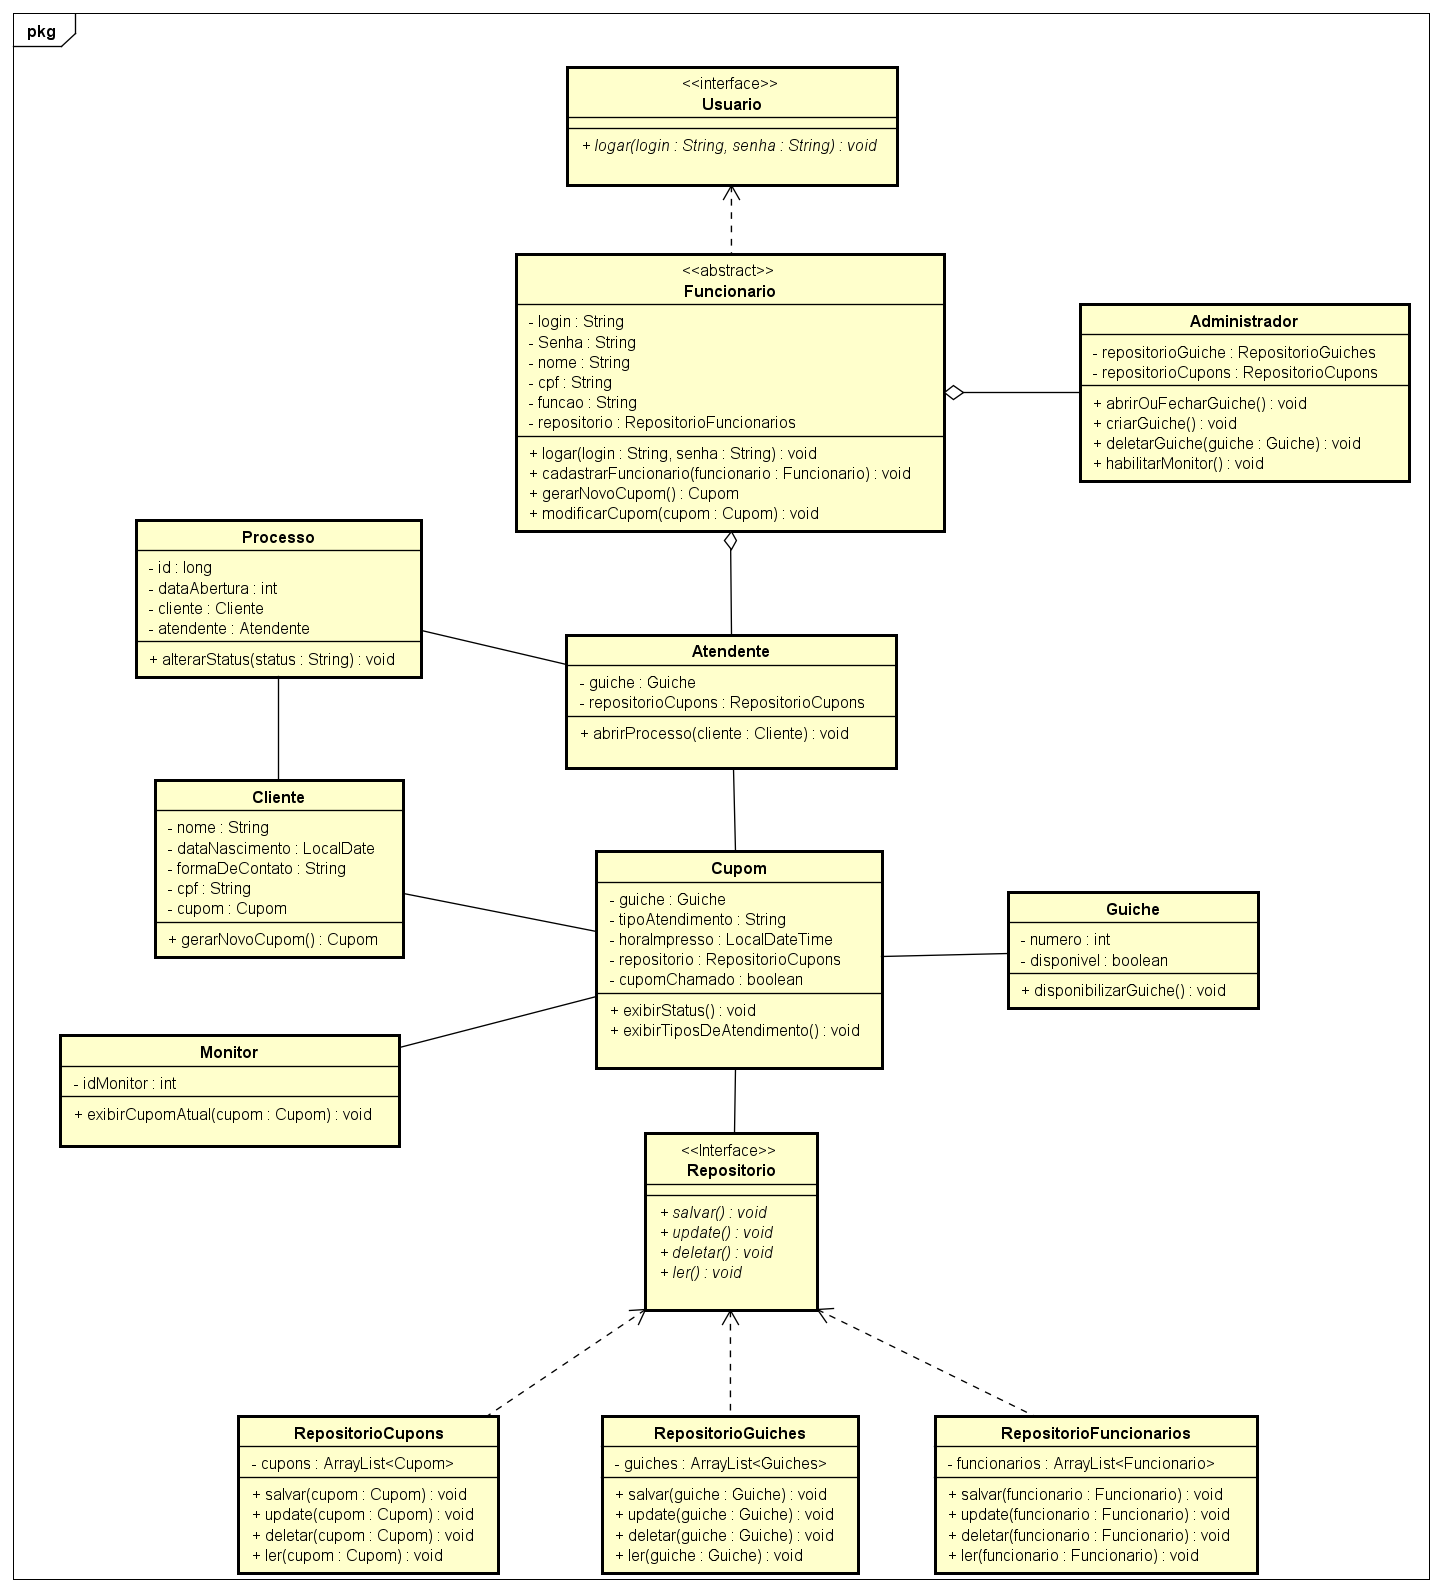 pkg
<<interface>>
Usuario
+ logar(login : String, senha : String) : void
<<abstract>>
Funcionario
- login : String
- Senha : String
- nome : String
- cpf : String
- funcao : String
- repositorio : RepositorioFuncionarios
+ logar(login : String, senha : String) : void
+ cadastrarFuncionario(funcionario : Funcionario) : void
+ gerarNovoCupom() : Cupom
+ modificarCupom(cupom : Cupom) : void
Administrador
- repositorioGuiche : RepositorioGuiches
- repositorioCupons : RepositorioCupons
+ abrirOuFecharGuiche() : void
+ criarGuiche() : void
+ deletarGuiche(guiche : Guiche) : void
+ habilitarMonitor() : void
Processo
- id : long
- dataAbertura : int
- cliente : Cliente
- atendente : Atendente
+ alterarStatus(status : String) : void
Atendente
- guiche : Guiche
- repositorioCupons : RepositorioCupons
+ abrirProcesso(cliente : Cliente) : void
Cliente
- nome : String
- dataNascimento : LocalDate
- formaDeContato : String
- cpf : String
- cupom : Cupom
+ gerarNovoCupom() : Cupom
Cupom
- guiche : Guiche
- tipoAtendimento : String
- horaImpresso : LocalDateTime
- repositorio : RepositorioCupons
- cupomChamado : boolean
+ exibirStatus() : void
+ exibirTiposDeAtendimento() : void
Guiche
- numero : int
- disponivel : boolean
+ disponibilizarGuiche() : void
Monitor
- idMonitor : int
+ exibirCupomAtual(cupom : Cupom) : void
<<Interface>>
Repositorio
+ salvar() : void
+ update() : void
+ deletar() : void
+ ler() : void
RepositorioCupons
- cupons : ArrayList<Cupom>
+ salvar(cupom : Cupom) : void
+ update(cupom : Cupom) : void
+ deletar(cupom : Cupom) : void
+ ler(cupom : Cupom) : void
RepositorioGuiches
- guiches : ArrayList<Guiches>
+ salvar(guiche : Guiche) : void
+ update(guiche : Guiche) : void
+ deletar(guiche : Guiche) : void
+ ler(guiche : Guiche) : void
RepositorioFuncionarios
- funcionarios : ArrayList<Funcionario>
+ salvar(funcionario : Funcionario) : void
+ update(funcionario : Funcionario) : void
+ deletar(funcionario : Funcionario) : void
+ ler(funcionario : Funcionario) : void